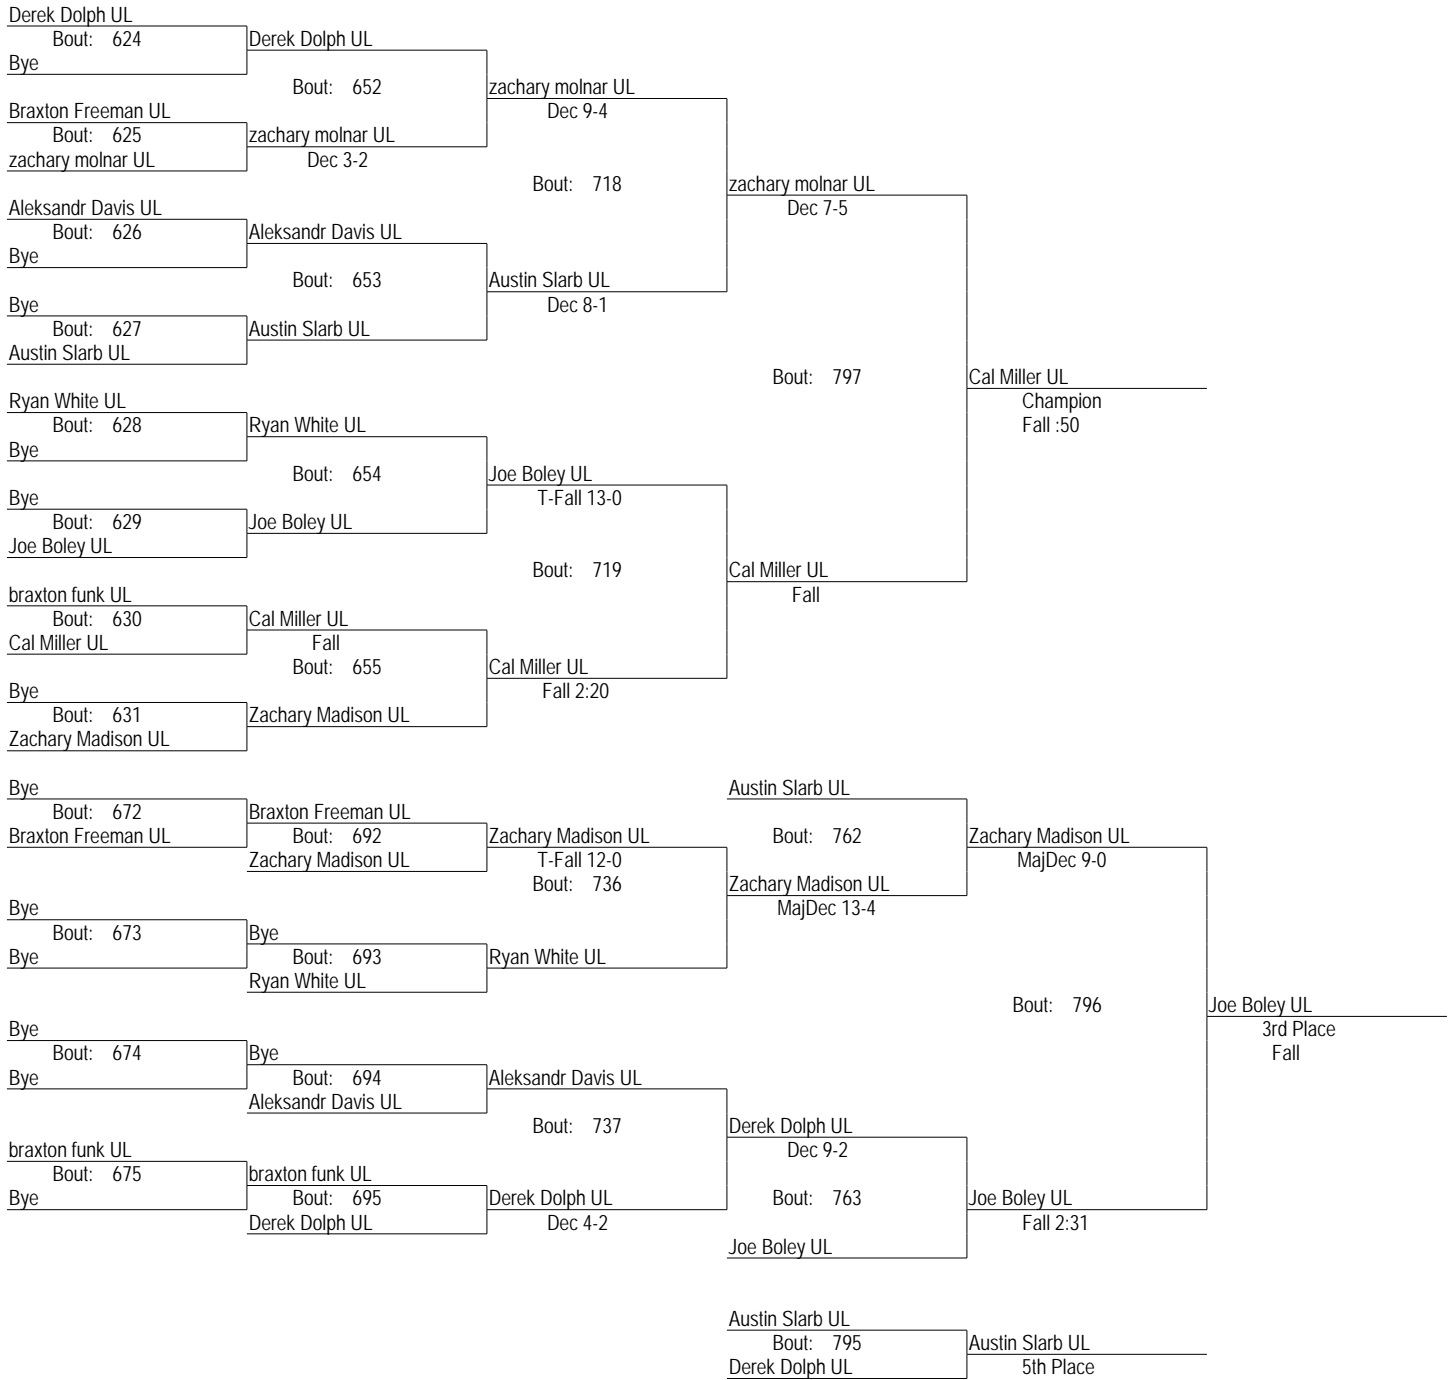 Derek Dolph UL
Bout: 624
Bye
Derek Dolph UL
Bout: 652
Braxton Freeman UL
Bout: 625
zachary molnar UL
zachary molnar UL
Dec 3-2
zachary molnar UL
Dec 9-4
Bout: 718
Aleksandr Davis UL
Bout: 626
Bye
Aleksandr Davis UL
Bout: 653
Bye
Bout: 627
Austin Slarb UL
Austin Slarb UL
Austin Slarb UL
Dec 8-1
zachary molnar UL
Dec 7-5
Bout: 797
Ryan White UL
Bout: 628
Bye
Ryan White UL
Bout: 654
Bye
Bout: 629
Joe Boley UL
Joe Boley UL
Joe Boley UL
T-Fall 13-0
Bout: 719
braxton funk UL
Bout: 630
Cal Miller UL
Cal Miller UL
Fall
Bout: 655
Bye
Bout: 631
Zachary Madison UL
Zachary Madison UL
Cal Miller UL
Fall 2:20
Cal Miller UL
Fall
Cal Miller UL
Champion
Fall :50
Bye
Bout: 672
Braxton Freeman UL
Braxton Freeman UL
Bout: 692
Zachary Madison UL
Zachary Madison UL
T-Fall 12-0
Bout: 736
Bye
Bout: 673
Bye
Bye
Bout: 693
Ryan White UL
Ryan White UL
Austin Slarb UL
Bout: 762
Zachary Madison UL
MajDec 13-4
Zachary Madison UL
MajDec 9-0
Bout: 796
Bye
Bout: 674
Bye
Bye
Bout: 694
Aleksandr Davis UL
Aleksandr Davis UL
Bout: 737
braxton funk UL
Bout: 675
Bye
braxton funk UL
Bout: 695
Derek Dolph UL
Derek Dolph UL
Dec 4-2
Derek Dolph UL
Dec 9-2
Bout: 763
Joe Boley UL
Joe Boley UL
Fall 2:31
Joe Boley UL
3rd Place
Fall
Austin Slarb UL
Bout: 795
Derek Dolph UL
Austin Slarb UL
5th Place